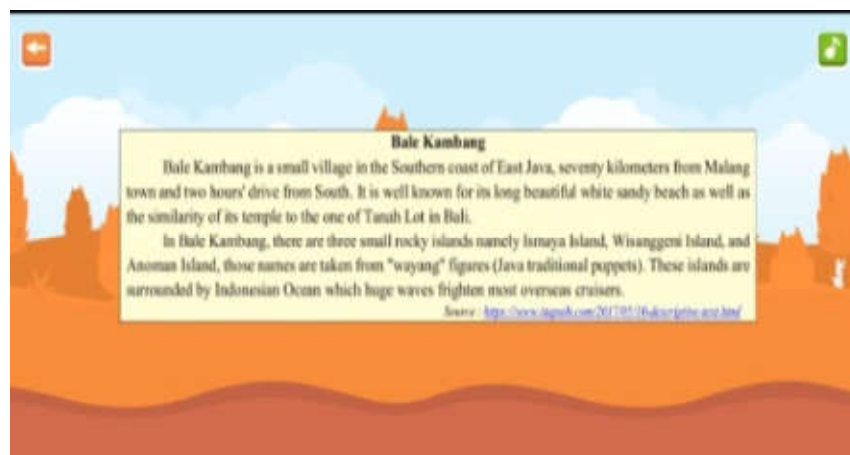 Bale Kambang
Bale Kambang is a small village in the Southern coast of East Java, seventy kilometers from Malang
town and two hours' drive from South. It is well known for its long beautiful white sandy beach as well as
the similarity of its temple to the one of Tanah Lot in Bali.
In Bale Kambang, there are three small rocky islands namely Ismaya Island, Wisanggeni Island, and
Anoman Island, those names are taken from "wayang" figures (Java traditional poppets). These islands are
surrounded by Indonesian Ocean which huge waves frighten most overseas cruisers.
Source :